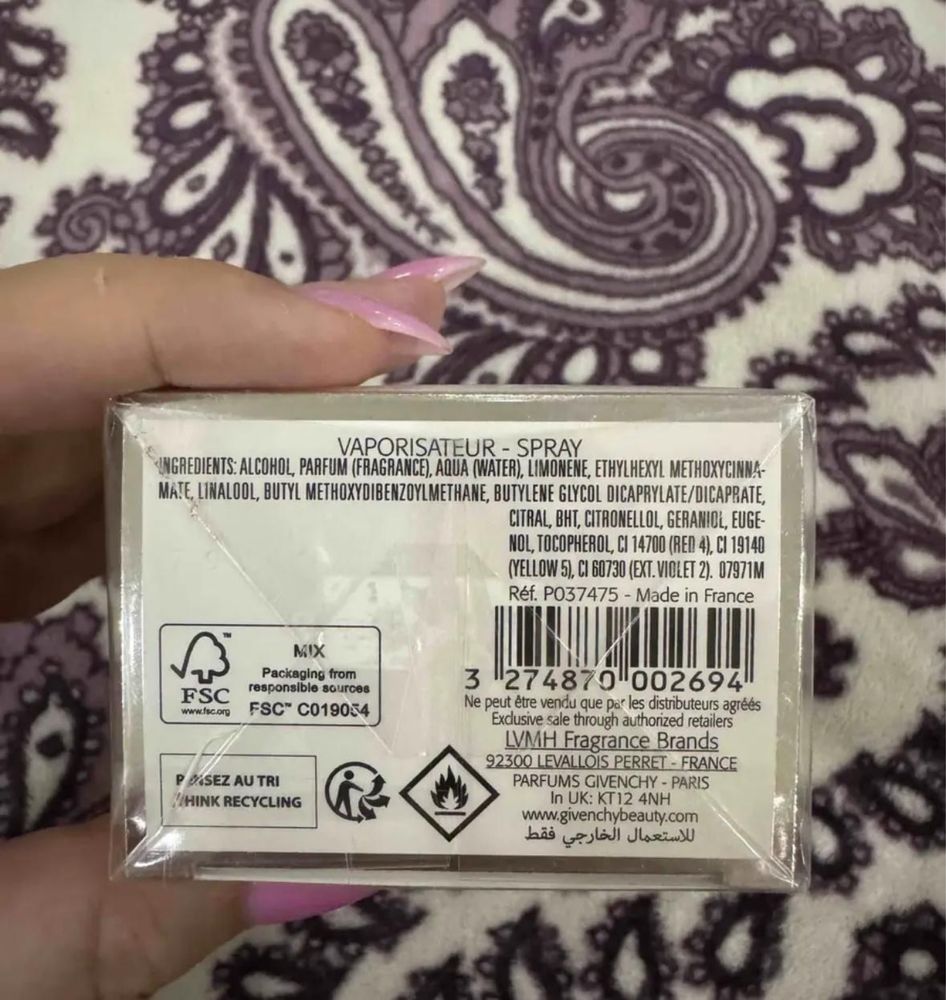 VAPORISATEUR - SPRAY
INGREDIENTS: ALCOHOL, PARFUM (FRAGRANCE), AQUA (WATER), LIMONENE, ETHYLHEXYL METHOXYCINNA-
MATE, LINALOOL, BUTYL METHOXYDIBENZOYLMETHANE, BUTYLENE GLYCOL DICAPRYLATE/DICAPRATE,
CITRAL, BHT, CITRONELLOL, GERANIOL, EUGE-
NOL, TOCOPHEROL, CI 14700 (RED 4), CI 19140
(YELLOW 5), CI 60730 (EXT. VIOLET 2). 07971M
Réf. P037475 - Made in France
3 274870 002694
Ne peut être vendu que par les distributeurs agréés
Exclusive sale through authorized retailers
LVMH Fragrance Brands
92300 LEVALLOIS PERRET - FRANCE
PARFUMS GIVENCHY - PARIS
In UK: KT12 4NH
www.givenchybeauty.com
للاستعمال الخارجي فقط
FSC
www.fsc.org
MIX
Packaging from
responsible sources
FSC™ C019054
PENSEZ AU TRI
THINK RECYCLING